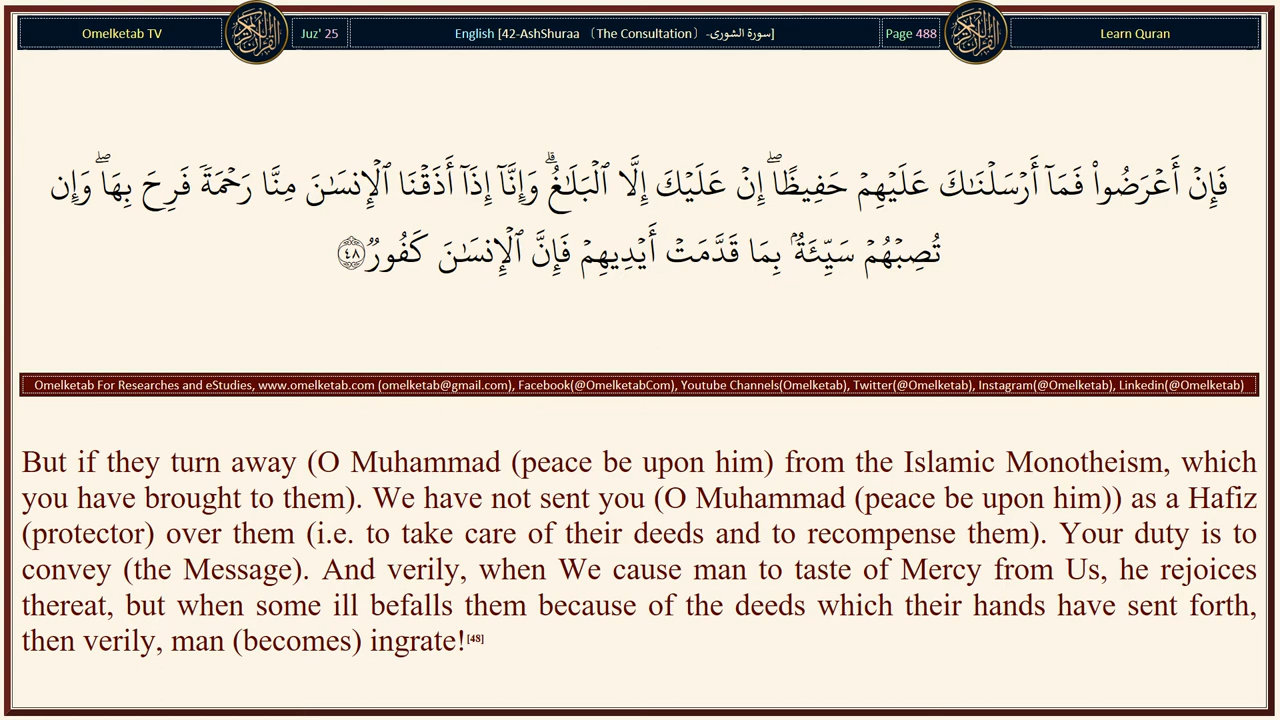 Omelketab TV
Juz' 25
English [42-AshShuraa （The Consultation）-سورة الشورى]
Page 488
Learn Quran
فَإِنۡ أَعۡرَضُواْ فَمَآ أَرۡسَلۡنَٰكَ عَلَيۡهِمۡ حَفِيظًاۖ إِنۡ عَلَيۡكَ إِلَّا ٱلۡبَلَٰغُۗ وَإِنَّآ إِذَآ أَذَقۡنَا ٱلۡإِنسَٰنَ مِنَّا رَحۡمَةٗ فَرِحَ بِهَاۖ وَإِن
تُصِبۡهُمۡ سَيِّئَةُۢ بِمَا قَدَّمَتۡ أَيۡدِيهِمۡ فَإِنَّ ٱلۡإِنسَٰنَ كَفُورٞ ٤٨
Omelketab For Researches and eStudies, www.omelketab.com (omelketab@gmail.com), Facebook(@OmelketabCom), Youtube Channels(Omelketab), Twitter(@Omelketab), Instagram(@Omelketab), Linkedin(@Omelketab)
But if they turn away (O Muhammad (peace be upon him) from the Islamic Monotheism, which
you have brought to them). We have not sent you (O Muhammad (peace be upon him)) as a Hafiz
(protector) over them (i.e. to take care of their deeds and to recompense them). Your duty is to
convey (the Message). And verily, when We cause man to taste of Mercy from Us, he rejoices
thereat, but when some ill befalls them because of the deeds which their hands have sent forth,
then verily, man (becomes) ingrate![48]